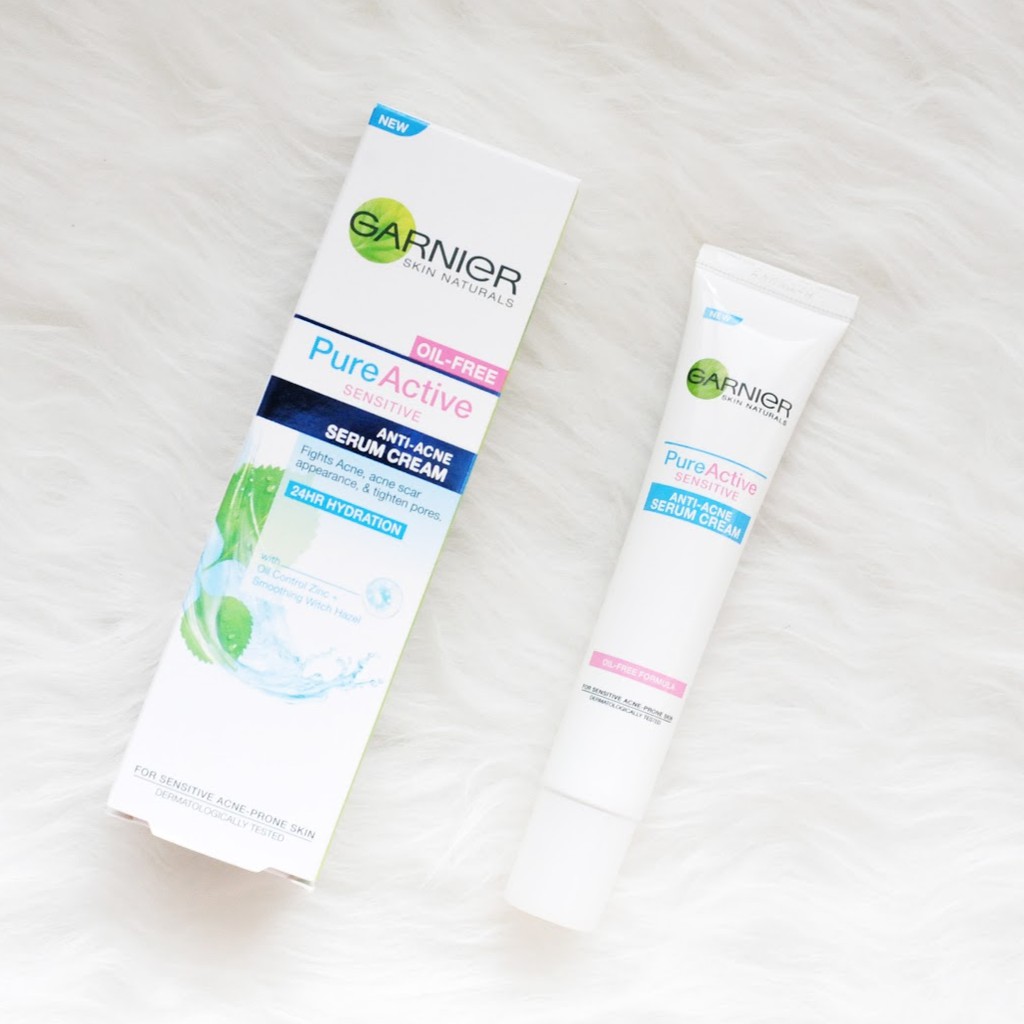 NEW
GARNIER
SKIN NATURALS
OIL-FREE
PureActive
SENSITIVE
ANTI-ACNE
SERUM CREAM
Fights Acne, acne scar
appearance, & tighten pores.
24HR HYDRATION
with
Oil Control Zinc +
Smoothing Witch Hazel
FOR SENSITIVE ACNE-PRONE SKIN
DERMATOLOGICALLY TESTED
NEW
GARNIER
SKIN NATURALS
PureActive
SENSITIVE
ANTI-ACNE
SERUM CREAM
OIL-FREE FORMULA
FOR SENSITIVE ACNE-PRONE SKIN
DERMATOLOGICALLY TESTED